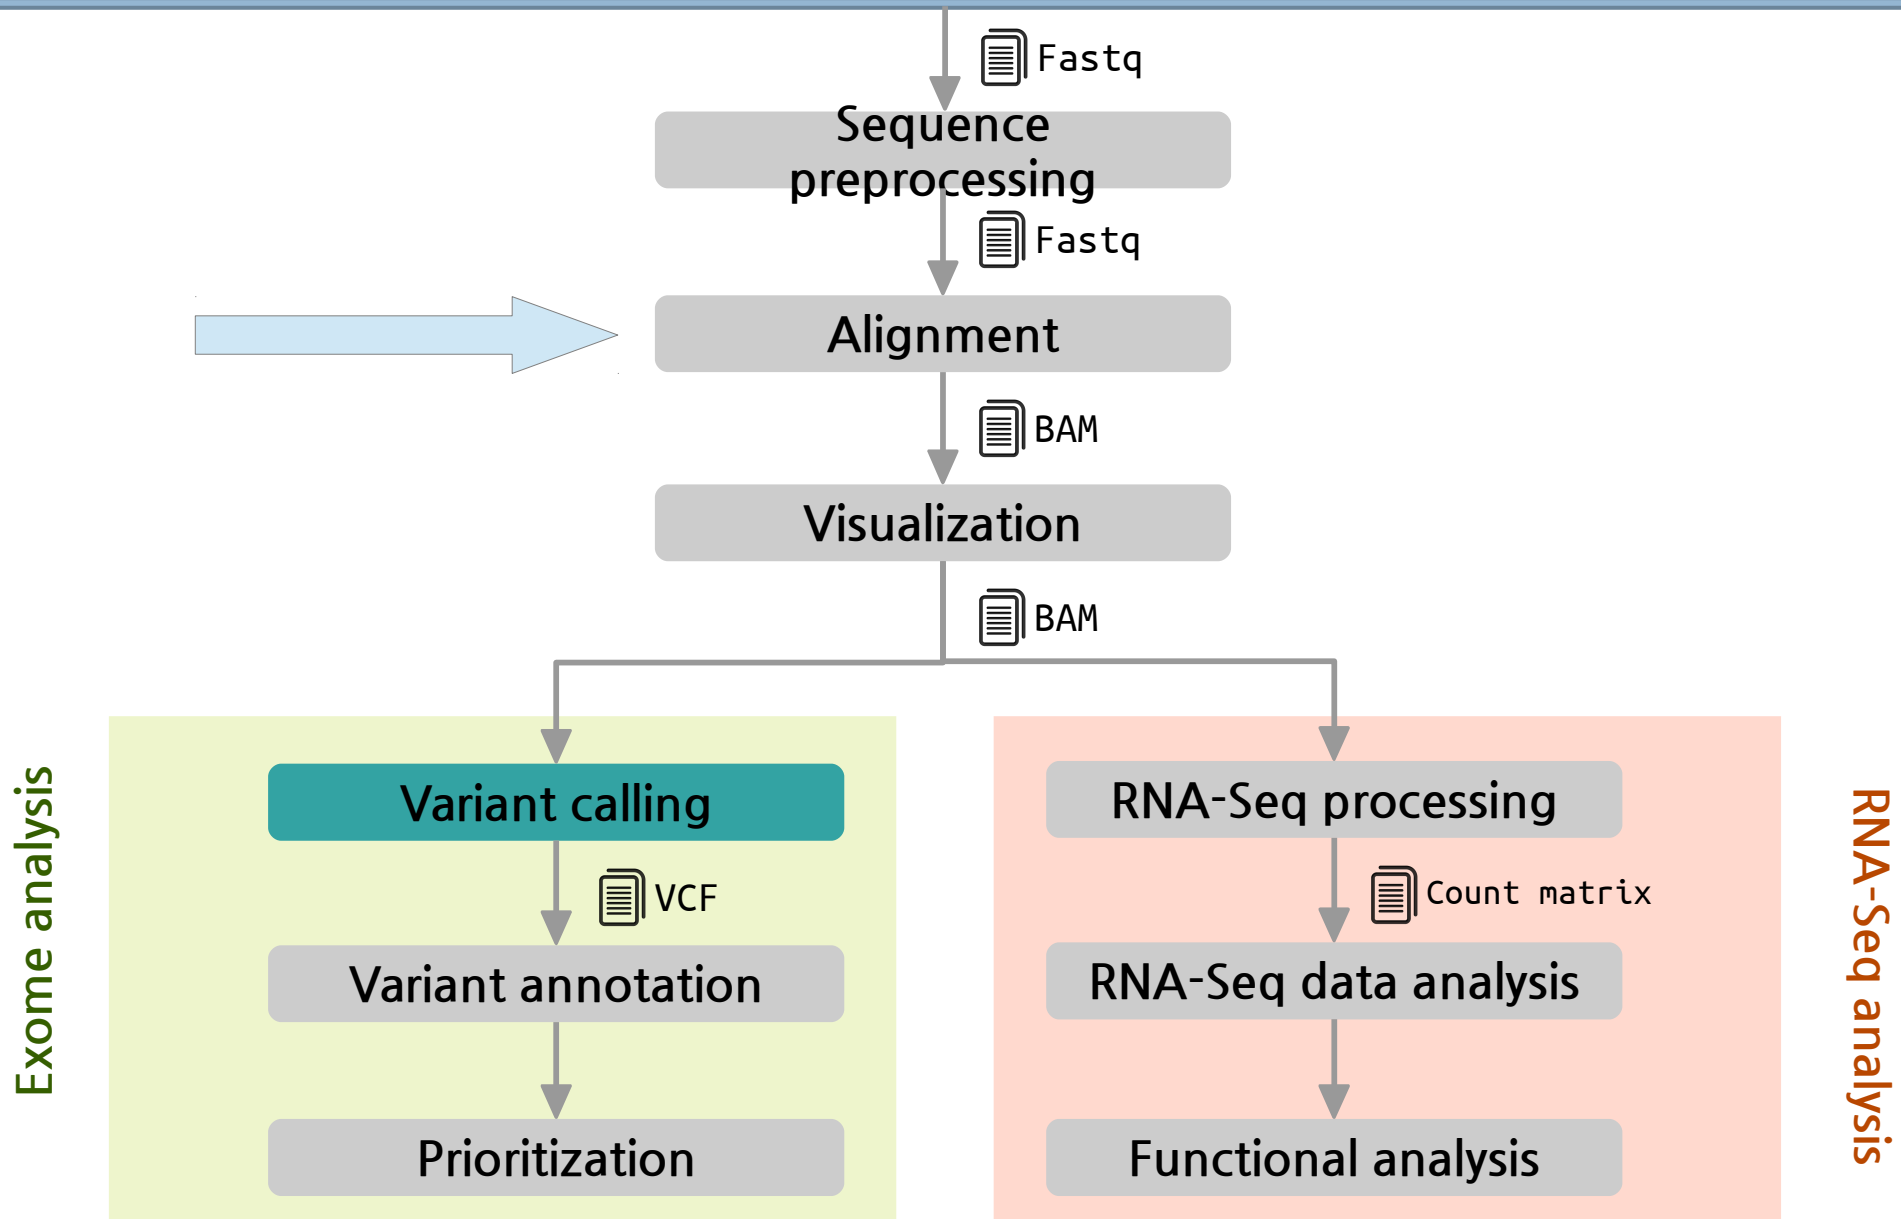 Fastq
Sequence
preprocessing
Fastq
Alignment
BAM
Visualization
BAM
Exome analysis
Variant calling
VCF
Variant annotation
Prioritization
RNA-Seq processing
Count matrix
RNA-Seq data analysis
Functional analysis
RNA-Seq analysis